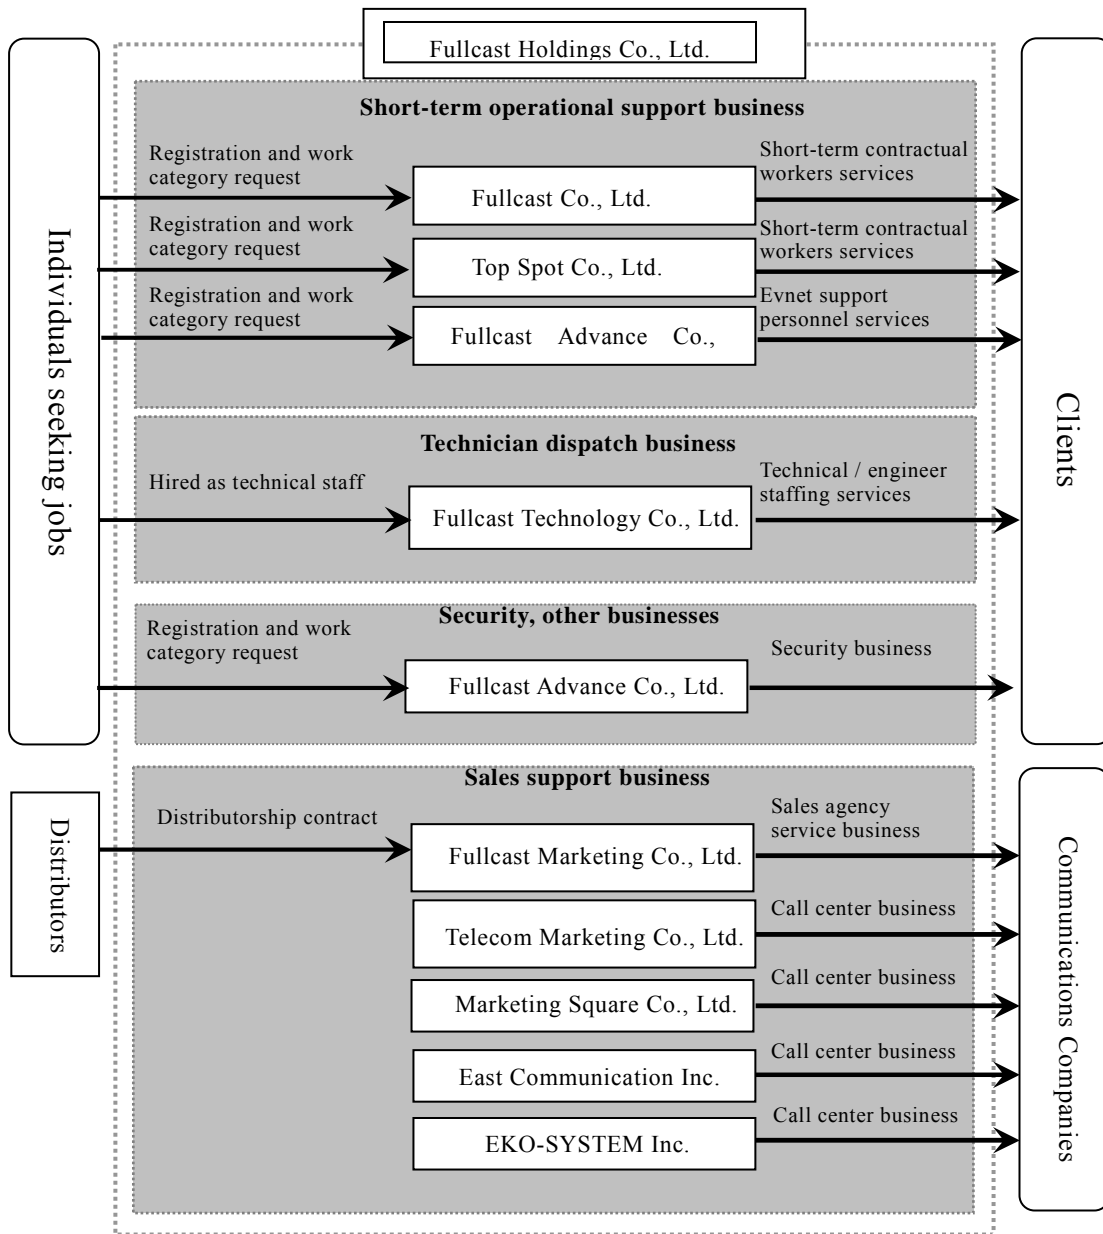 Fullcast Holdings Co., Ltd.
Short-term operational support business
Individuals seeking jobs
Registration and work
category request
Fullcast Co., Ltd.
Short-term contractual
workers services
Registration and work
category request
Top Spot Co., Ltd.
Short-term contractual
workers services
Registration and work
category request
Fullcast Advance Co.,
Evnet support
personnel services
Clients
Technician dispatch business
Hired as technical staff
Fullcast Technology Co., Ltd.
Technical / engineer
staffing services
Security, other businesses
Registration and work
category request
Fullcast Advance Co., Ltd.
Security business
Sales support business
Distributors
Distributorship contract
Fullcast Marketing Co., Ltd.
Sales agency
service business
Telecom Marketing Co., Ltd.
Call center business
Marketing Square Co., Ltd.
Call center business
East Communication Inc.
Call center business
EKO-SYSTEM Inc.
Call center business
Communications Companies